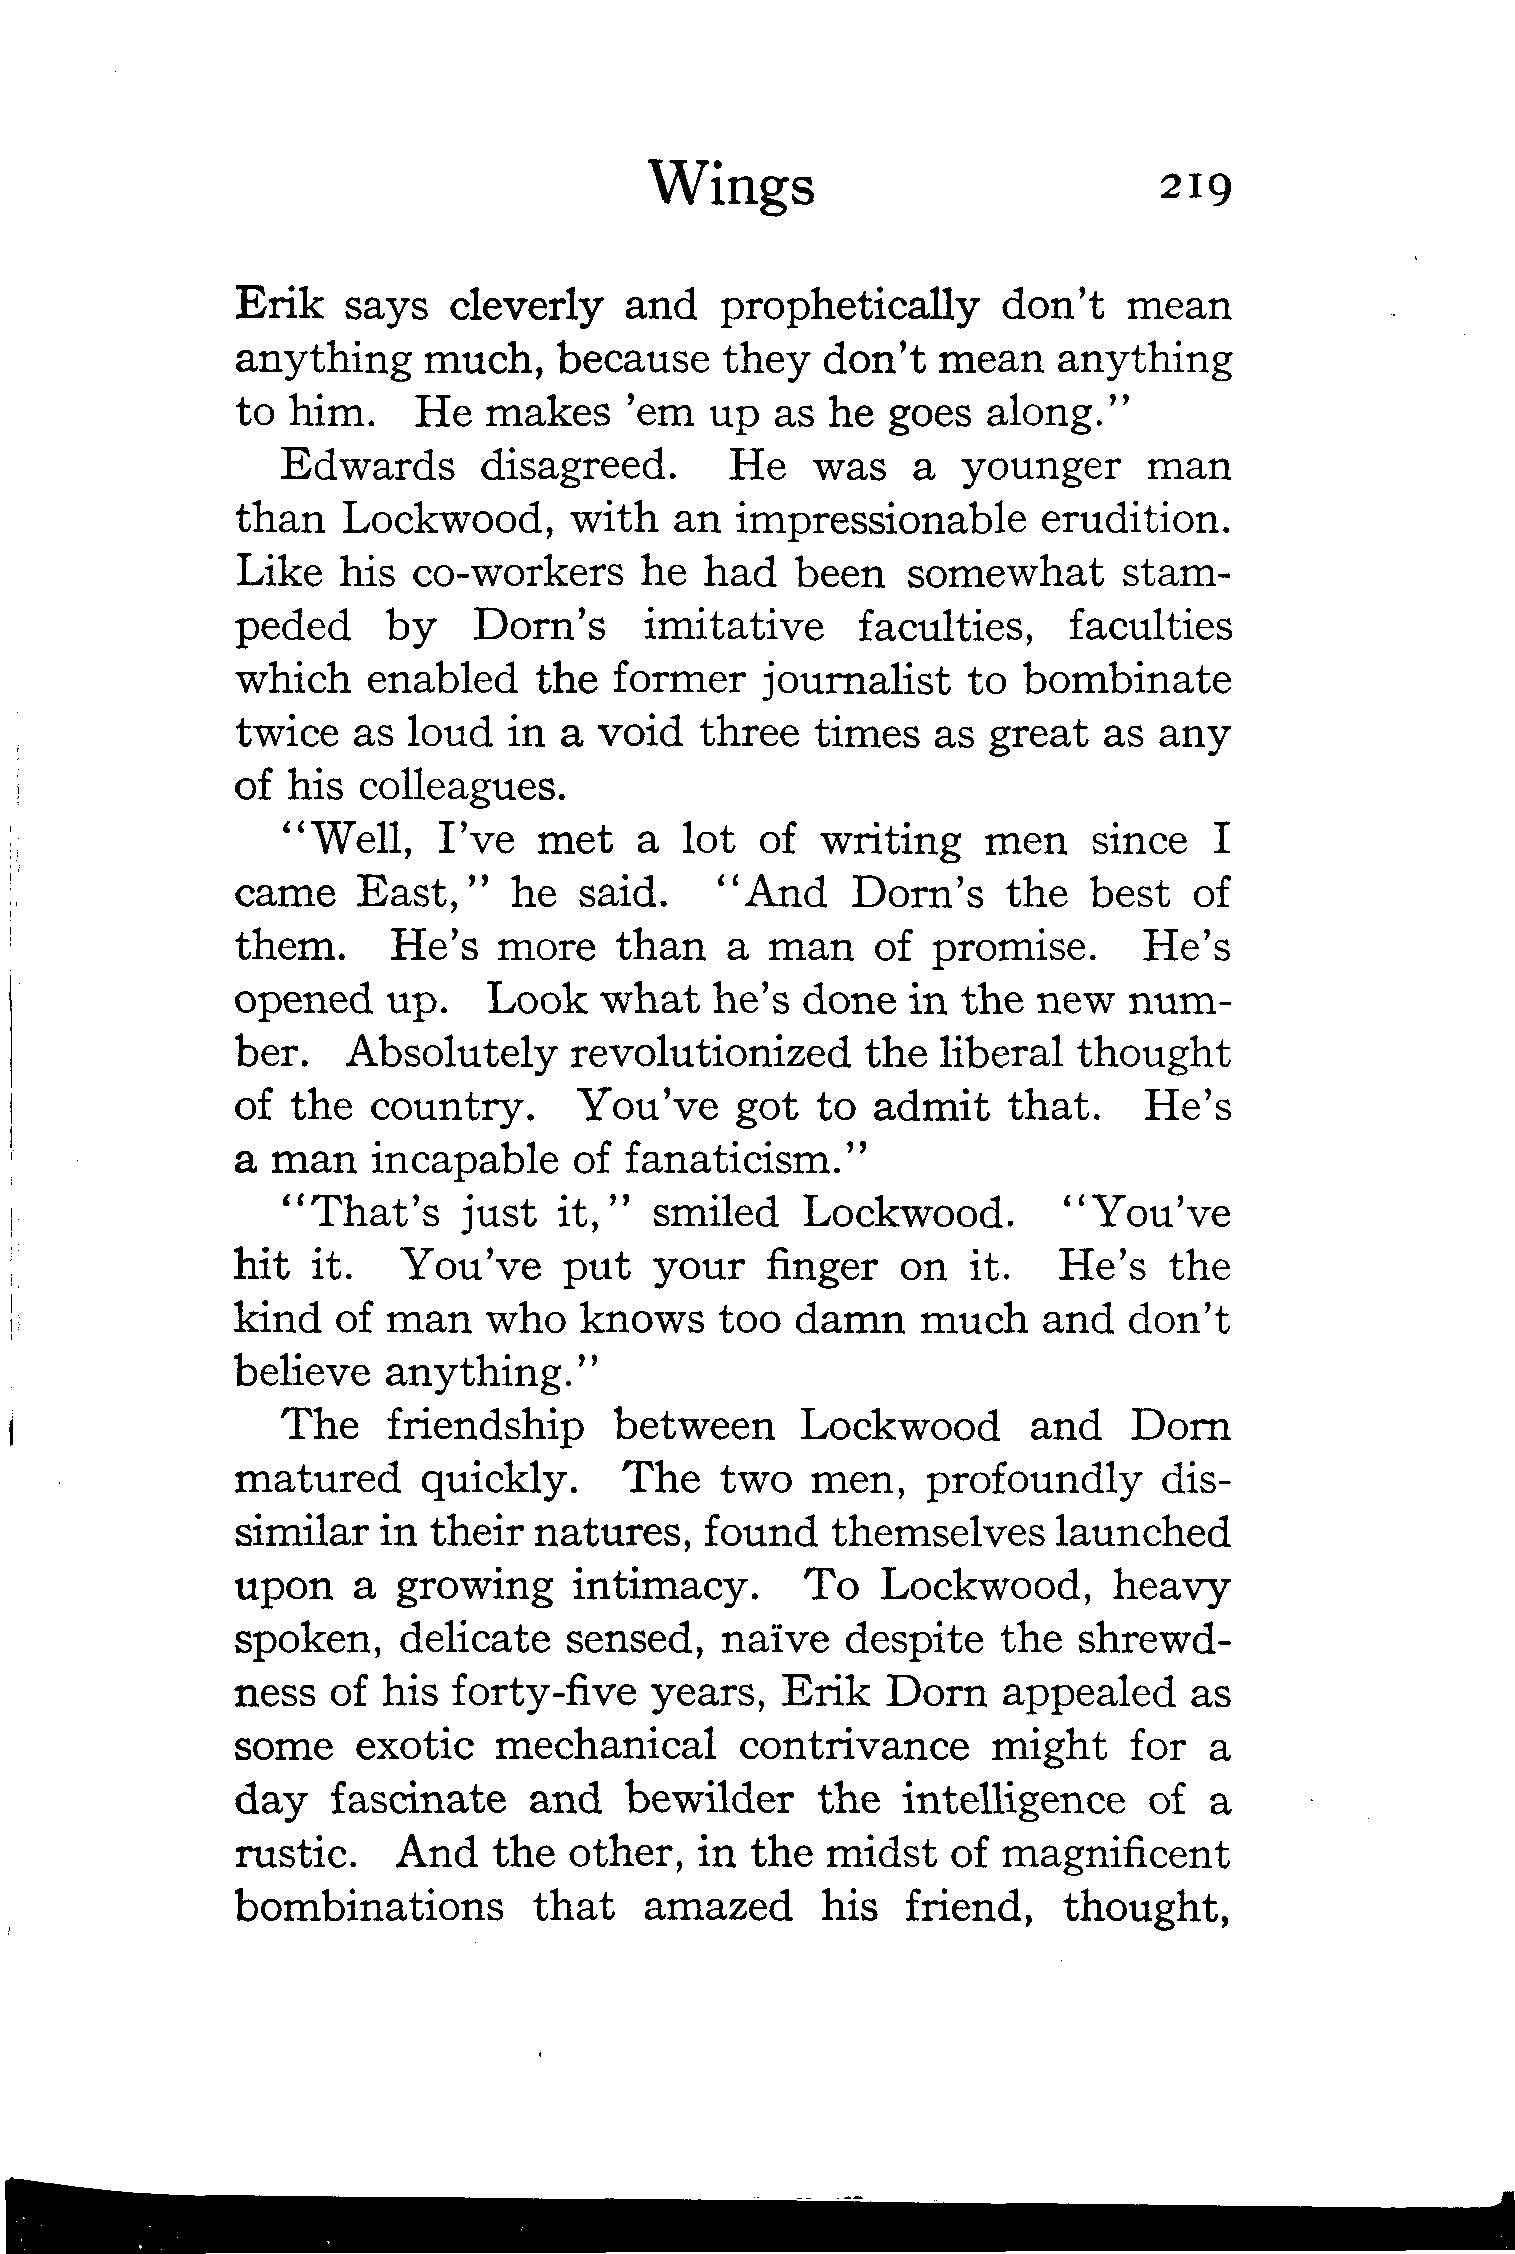 Wings 219
Erik says cleverly and prophetically don't mean
anything much, because they don't mean anything
to him. He makes 'em up as he goes along."
Edwards disagreed. He was a younger man
than Lockwood, with an impressionable erudition.
Like his co-workers he had been somewhat stam-
peded by Dorn's imitative faculties, faculties
which enabled the former journalist to bombinate
twice as loud in a void three times as great as any
of his colleagues.
"Well, I've met a lot of writing men since I
came East," he said. "And Dorn's the best of
them. He's more than a man of promise. He's
opened up. Look what he's done in the new num-
ber. Absolutely revolutionized the liberal thought
of the country. You've got to admit that. He's
a man incapable of fanaticism."
"That's just it," smiled Lockwood. "You've
hit it. You've put your finger on it. He's the
kind of man who knows too damn much and don't
believe anything."
The friendship between Lockwood and Dorn
matured quickly. The two men, profoundly dis-
similar in their natures, found themselves launched
upon a growing intimacy. To Lockwood, heavy
spoken, delicate sensed, naïve despite the shrewd-
ness of his forty-five years, Erik Dorn appealed as
some exotic mechanical contrivance might for a
day fascinate and bewilder the intelligence of a
rustic. And the other, in the midst of magnificent
bombinations that amazed his friend, thought,